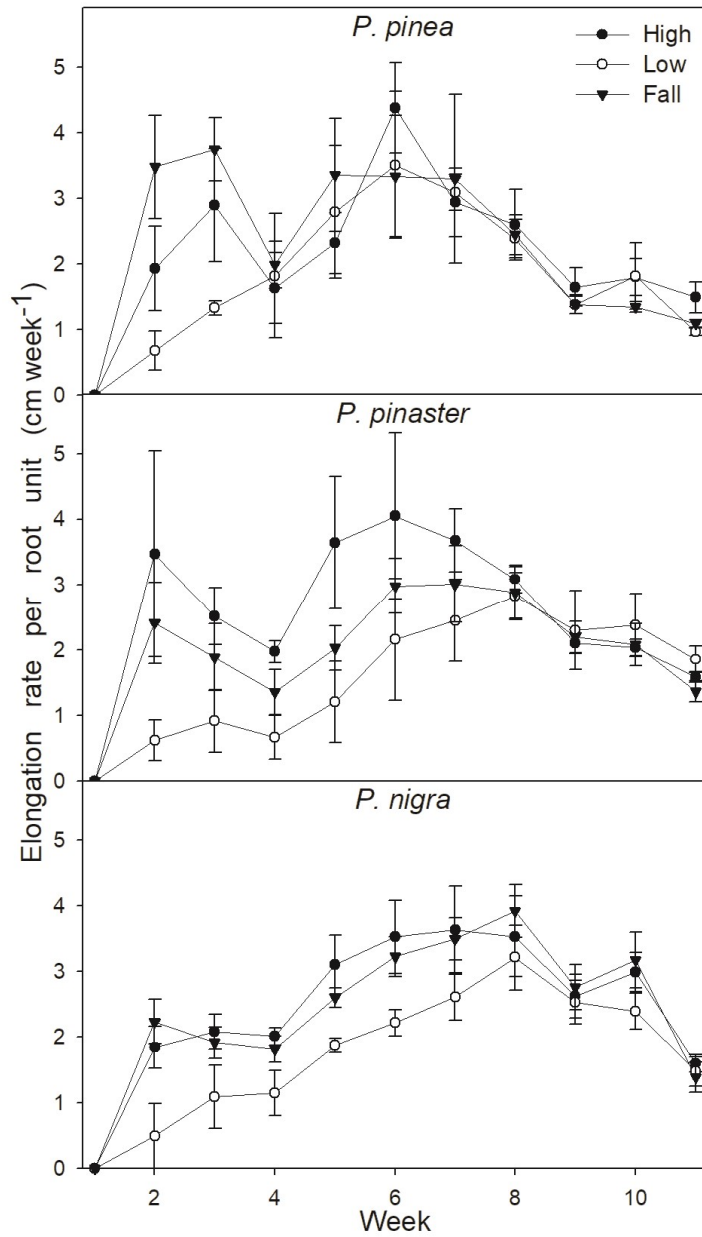 P. pinea
High
Low
Fall
5
4
3
2
1
0
P. pinaster
5
4
3
2
1
0
P. nigra
5
4
3
2
1
0
2
4
6
8
10
Week
Elongation rate per root unit (cm week⁻¹)